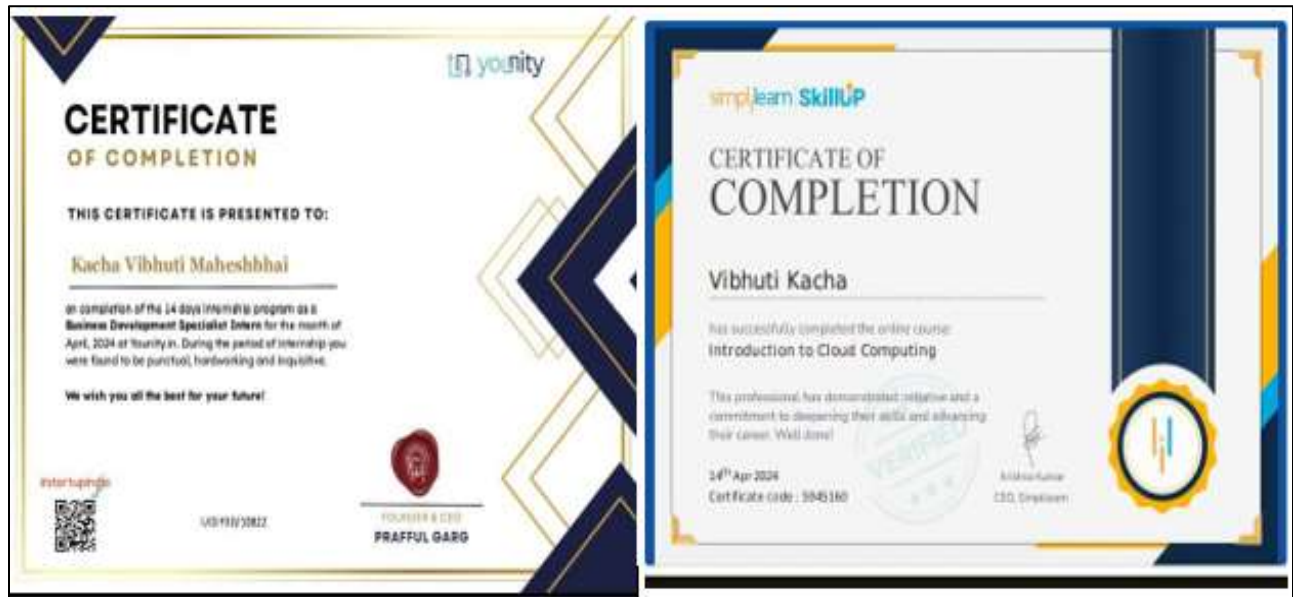 younity
CERTIFICATE
OF COMPLETION
THIS CERTIFICATE IS PRESENTED TO:
Kacha Vibhuti Maheshbhai
on completion of the 14 days internship program as a
Business Development Specialist Intern for the month of
April, 2024 at Younity.in. During the period of internship you
were found to be punctual, hardworking and inquisitive.
We wish you all the best for your future!
#startupindia
FOUNDER & CEO
PRAFFUL GARG
simplilearn SkillUP
CERTIFICATE OF
COMPLETION
Vibhuti Kacha
has successfully completed the online course:
Introduction to Cloud Computing
This professional has demonstrated initiative and a
commitment to deepening their skills and advancing
their career. Well done!
VERIFIED
14th Apr 2024
Certificate code : 5945160
Krishna Kumar
CEO, Simplilearn